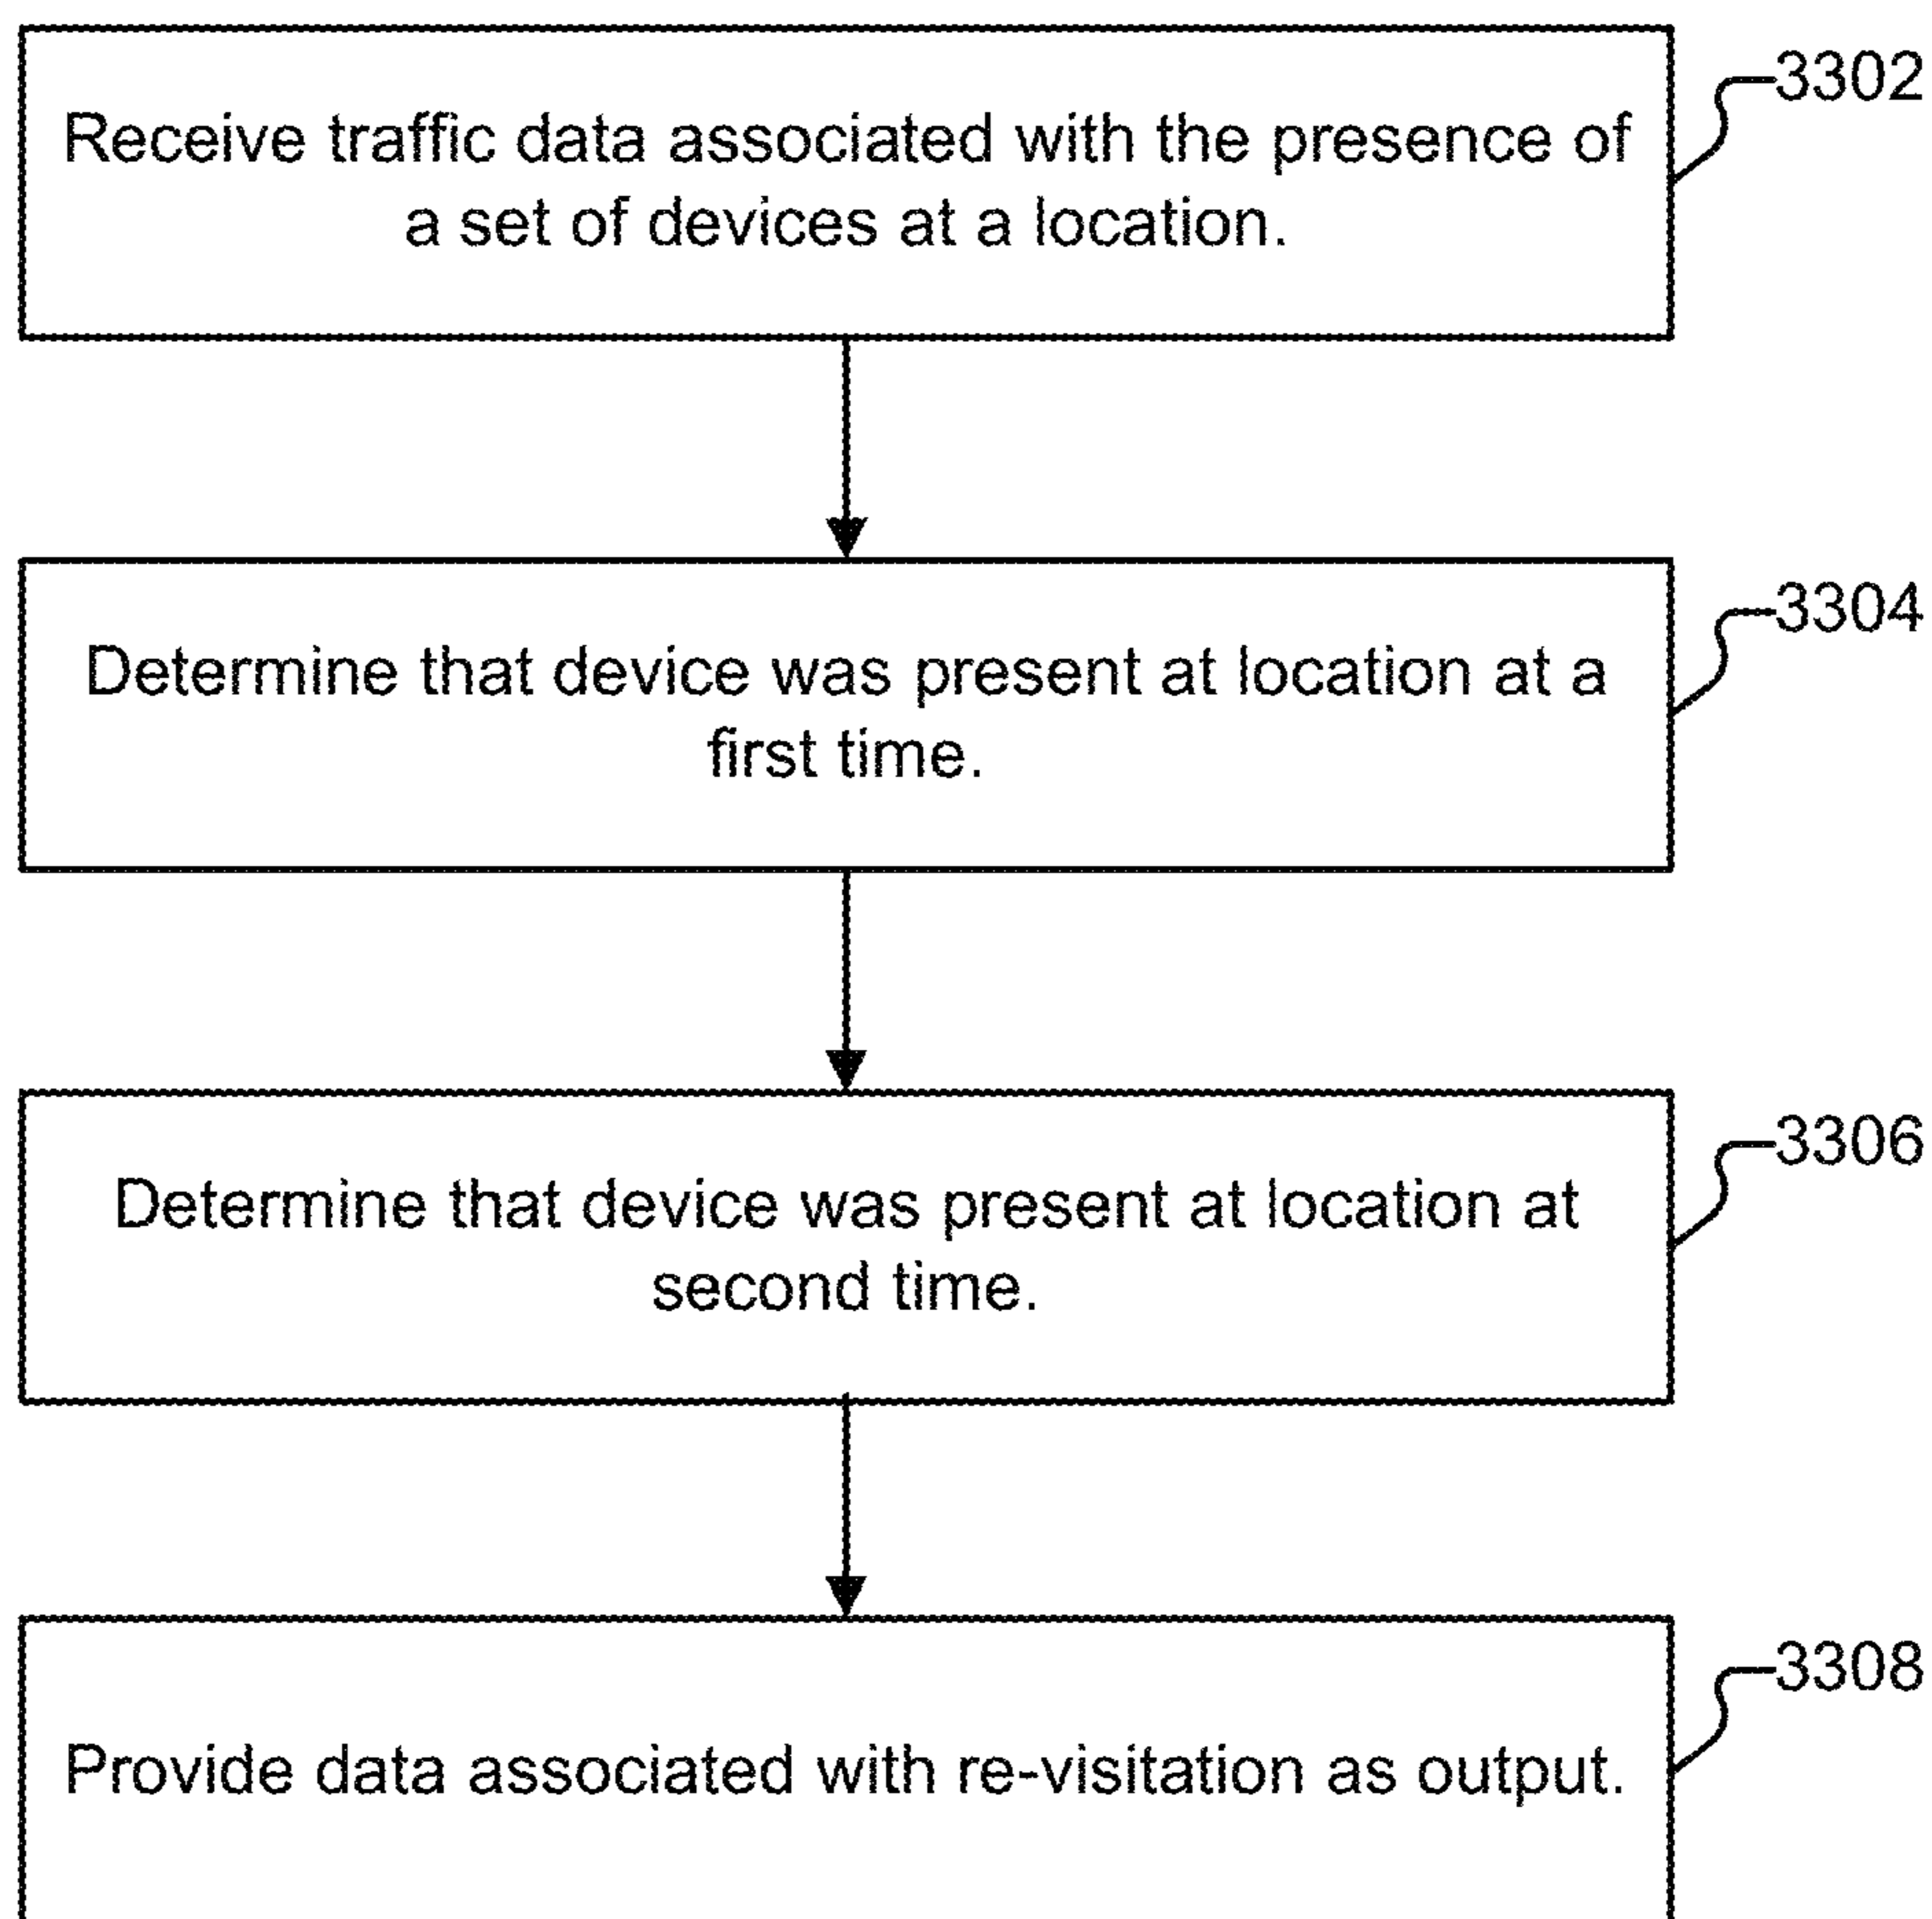 3302
Receive traffic data associated with the presence of
a set of devices at a location.
3304
Determine that device was present at location at a
first time.
3306
Determine that device was present at location at
second time.
3308
Provide data associated with re-visitation as output.